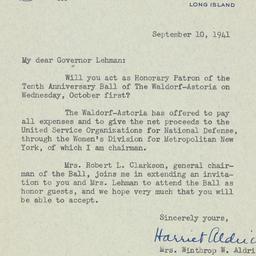 LONG ISLAND
September 10, 1941
My dear Governor Lehman:
Will you act as Honorary Patron of the
Tenth Anniversary Ball of The Waldorf-Astoria on
Wednesday, October first?
The Waldorf-Astoria has offered to pay
all expenses and to give the net proceeds to the
United Service Organizations for National Defense,
through the Women's Division for Metropolitan New
York, of which I am chairman.
Mrs. Robert L. Clarkson, general chair-
man of the Ball, joins me in extending an invita-
tion to you and Mrs. Lehman to attend the Ball as
honor guests, and we hope very much that you will
be able to accept.
Sincerely yours,
Harriet Aldric
Mrs. Winthrop W. Aldri